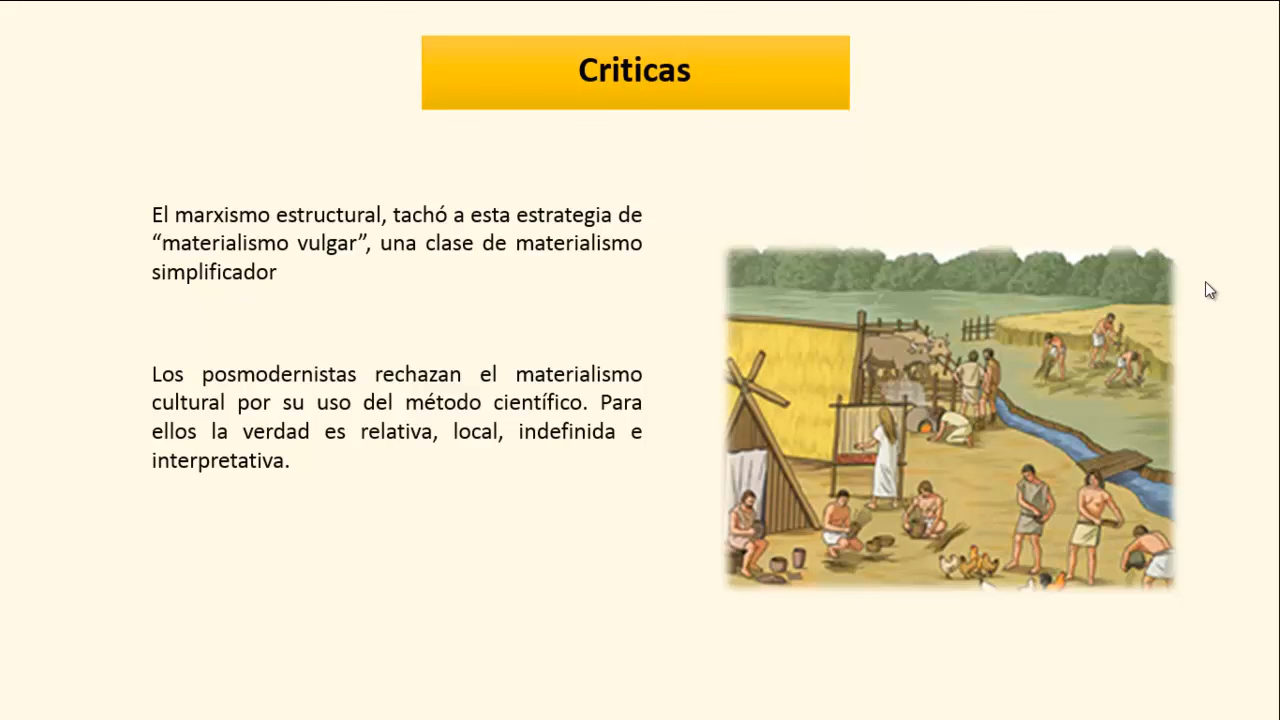 Criticas
El marxismo estructural, tachó a esta estrategia de
“materialismo vulgar”, una clase de materialismo
simplificador
Los posmodernistas rechazan el materialismo
cultural por su uso del método científico. Para
ellos la verdad es relativa, local, indefinida e
interpretativa.